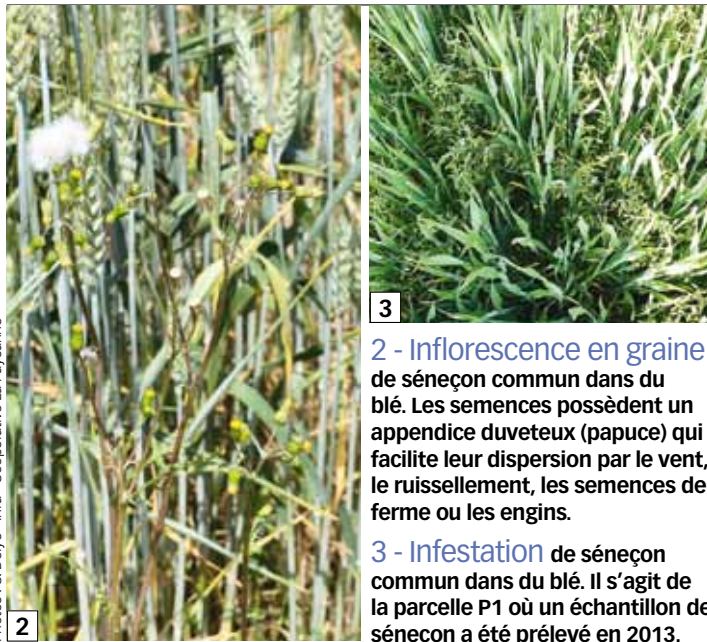 3
2
2 - Inflorescence en graine
de séneçon commun dans du
blé. Les semences possèdent un
appendice duveteux (papuce) qui
facilite leur dispersion par le vent,
le ruissellement, les semences de
ferme ou les engins.
3 - Infestation de séneçon
commun dans du blé. Il s'agit de
la parcelle P1 où un échantillon de
séneçon a été prélevé en 2013.